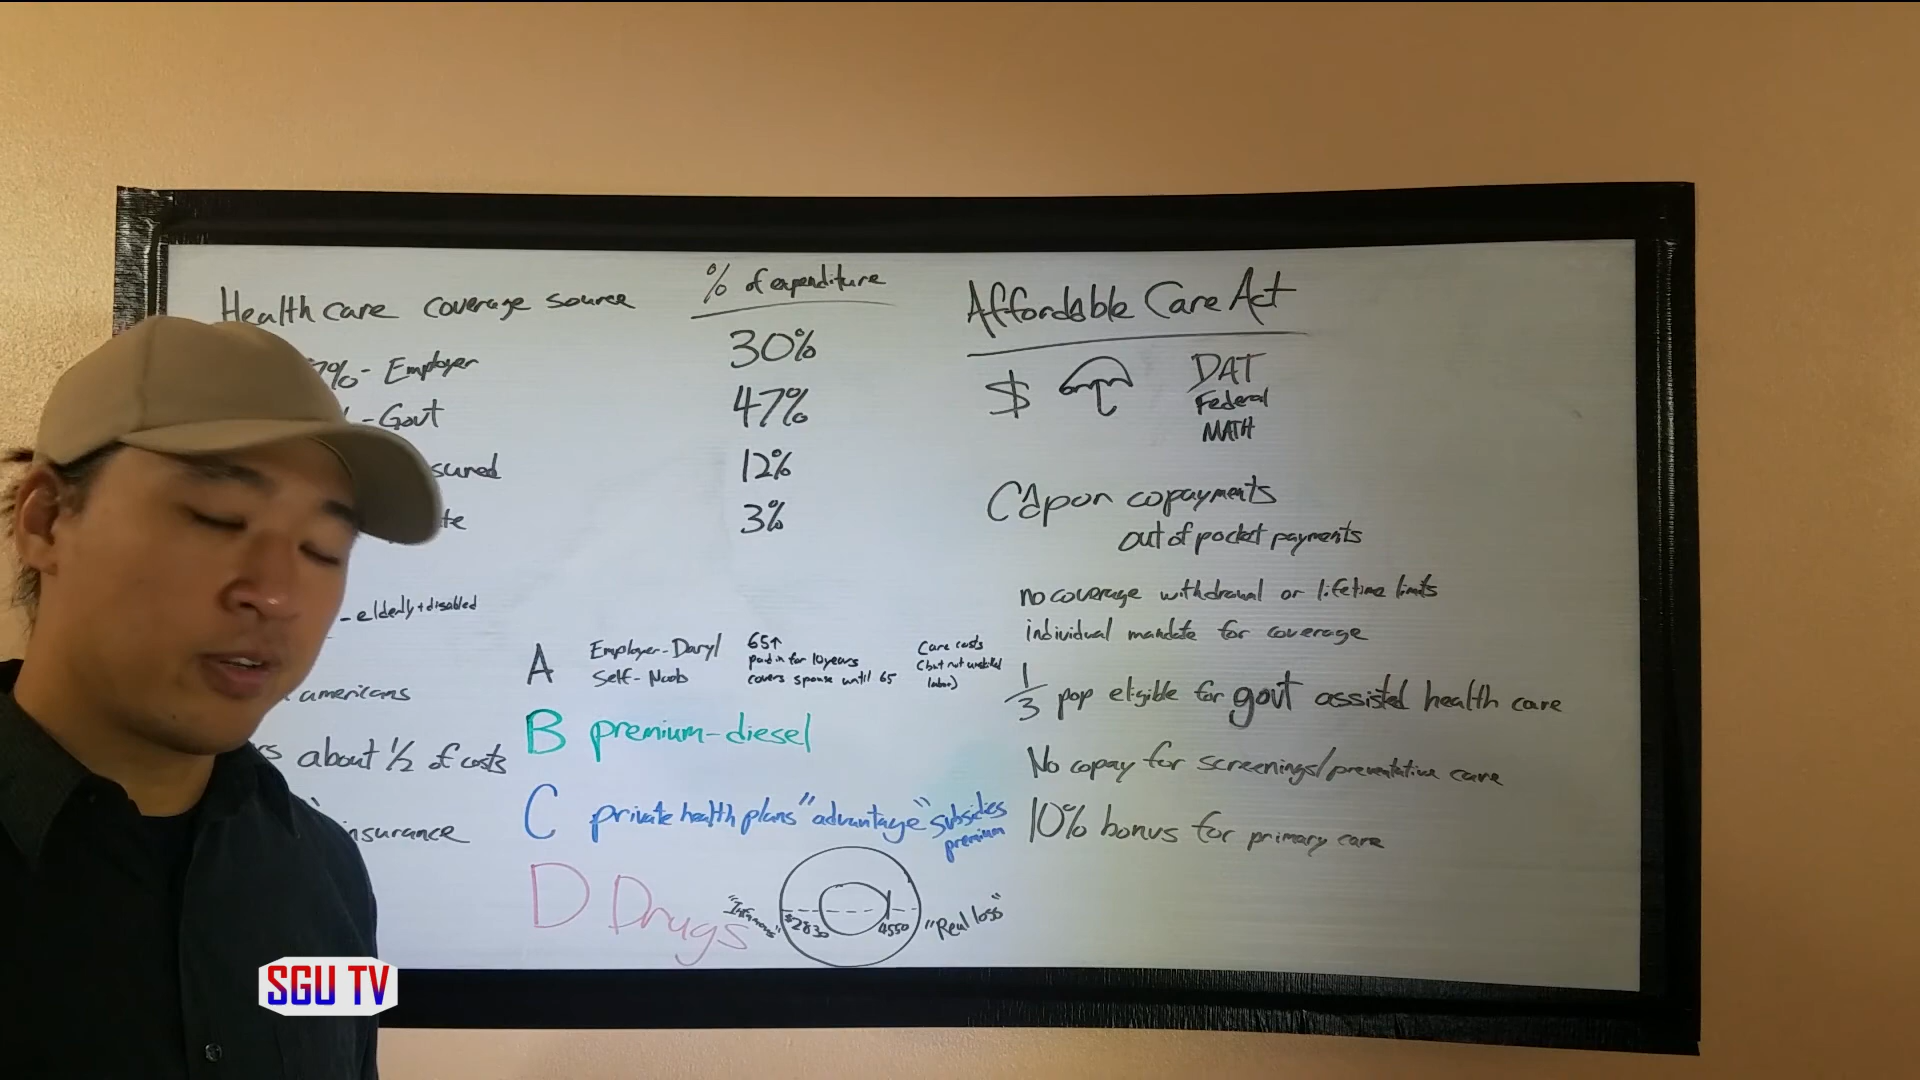 Health care coverage source
% of expenditure
7%- Employer
30%
-Govt
47%
sured
12%
te
3%
- elderly + disabled
americans
rs about 1/2 of costs
insurance
A Employer-Daryl
Self- Noob
65↑
paid in for 10 years
covers spouse until 65
Care costs
(but not
labor)
B premium-diesel
C private health plans "advantage" subsidies
premium
D Drugs
$2830
4550
"Real loss"
Affordable Care Act
$
DAT
Federal
MATH
Cap on copayments
out of pocket payments
no coverage withdrawal or lifetime limits
individual mandate for coverage
1/3 pop eligible for govt assisted health care
No copay for screenings/preventative care
10% bonus for primary care
SGU TV